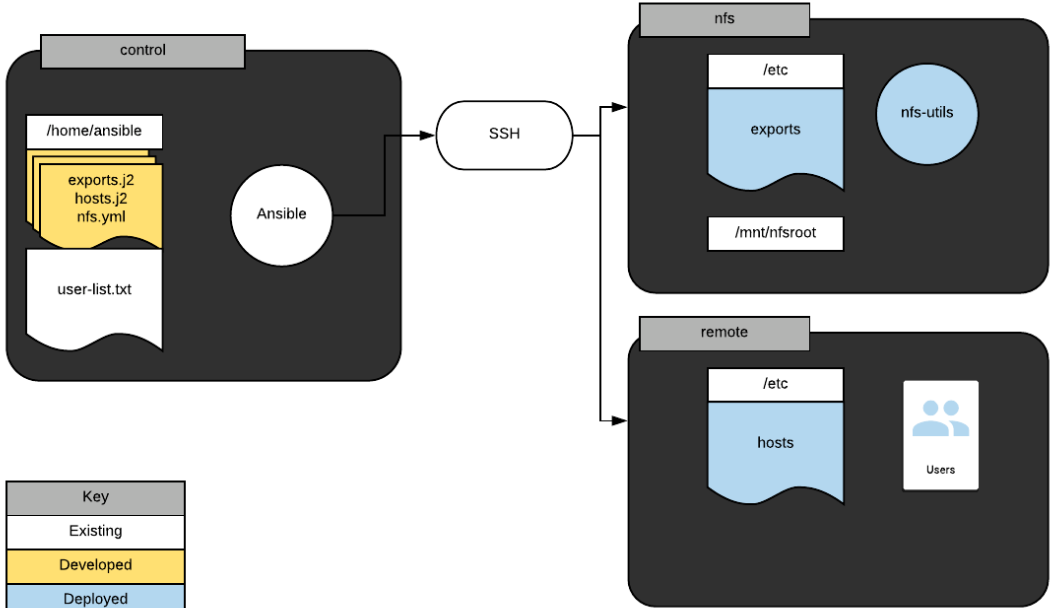 control
/home/ansible
exports.j2
hosts.j2
nfs.yml
user-list.txt
Ansible
SSH
nfs
/etc
exports
nfs-utils
/mnt/nfsroot
remote
/etc
hosts
Users
Key
Existing
Developed
Deployed